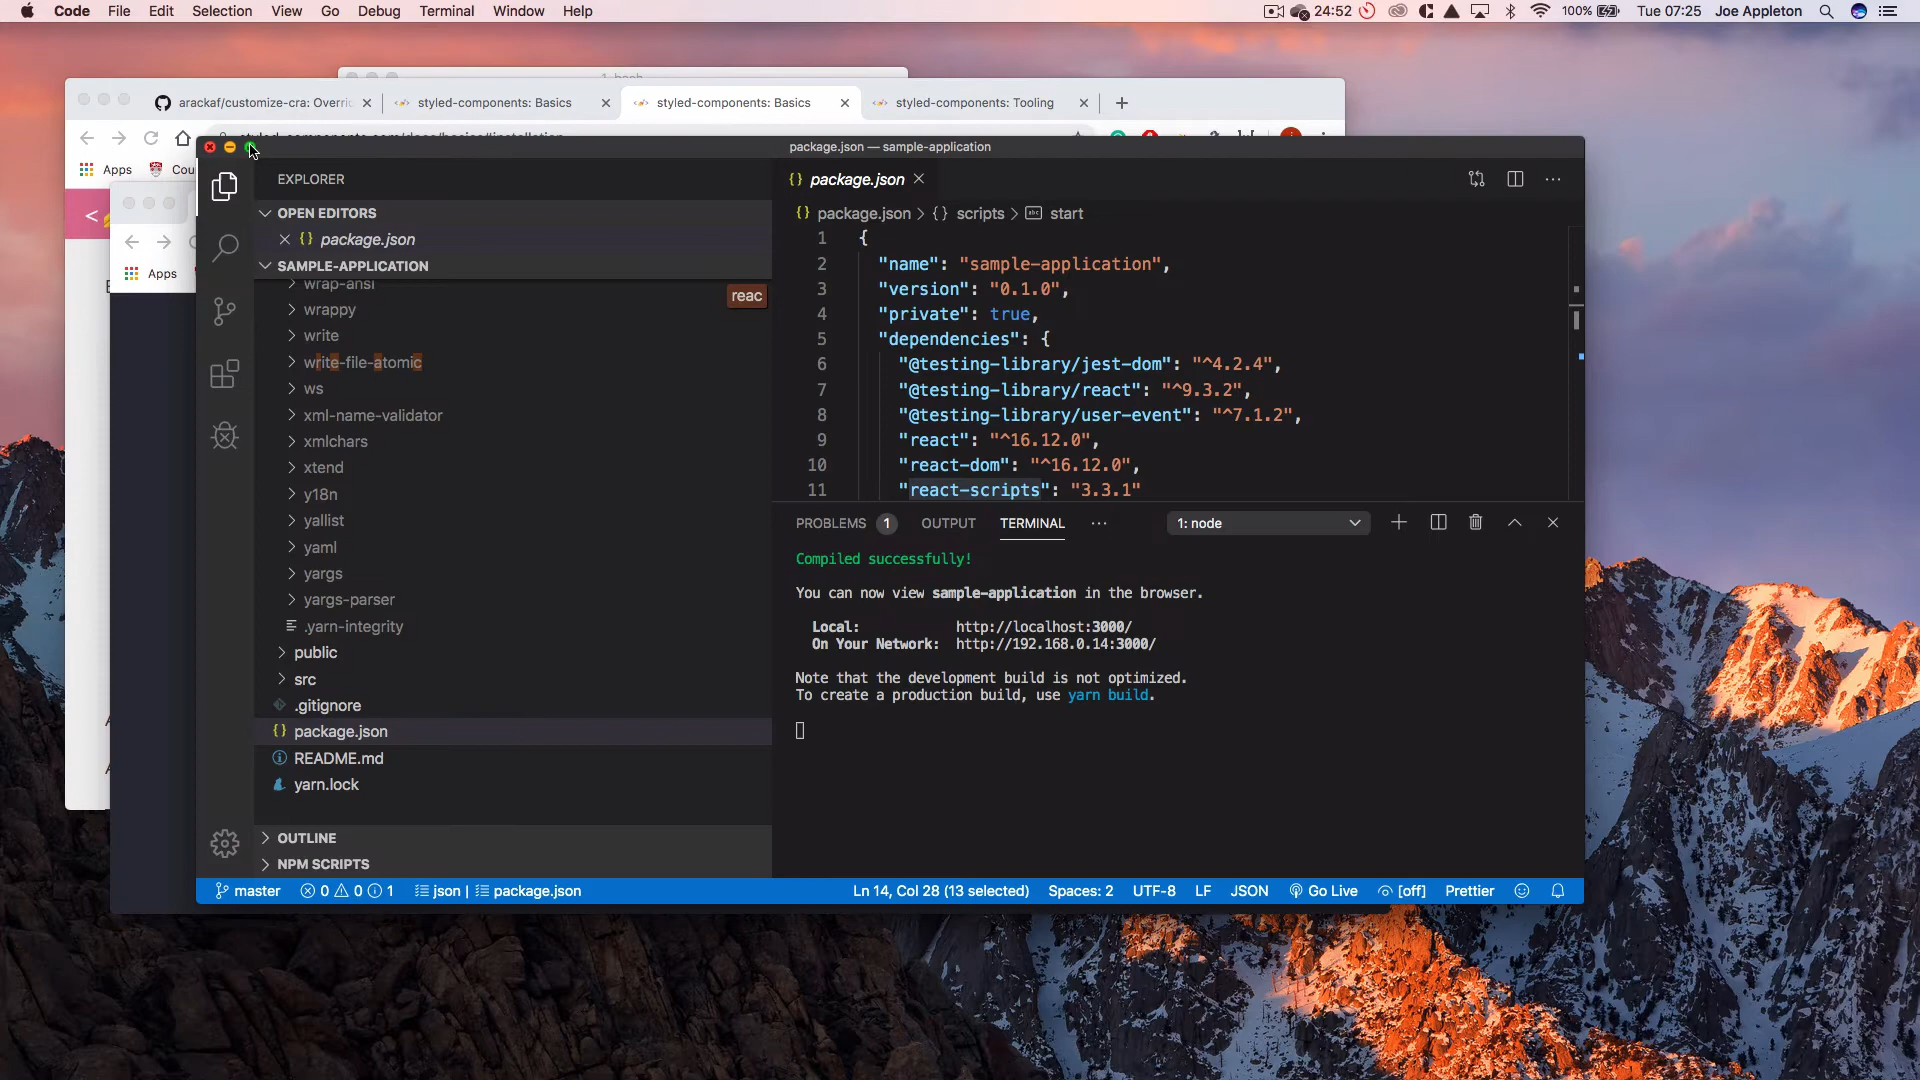 Code File Edit Selection View Go Debug Terminal Window Help
24:52 100% Tue 07:25 Joe Appleton
arackaf/customize-cra: Overri
styled-components: Basics
styled-components: Basics
styled-components: Tooling
Apps
Cou
Apps
package.json — sample-application
EXPLORER
OPEN EDITORS
package.json
SAMPLE-APPLICATION
reac
wrap-ansi
wrappy
write
write-file-atomic
ws
xml-name-validator
xmlchars
xtend
y18n
yallist
yaml
yargs
yargs-parser
.yarn-integrity
public
src
.gitignore
package.json
README.md
yarn.lock
OUTLINE
NPM SCRIPTS
package.json
package.json > {} scripts > start
1 {
2 "name": "sample-application",
3 "version": "0.1.0",
4 "private": true,
5 "dependencies": {
6 "@testing-library/jest-dom": "^4.2.4",
7 "@testing-library/react": "^9.3.2",
8 "@testing-library/user-event": "^7.1.2",
9 "react": "^16.12.0",
10 "react-dom": "^16.12.0",
11 "react-scripts": "3.3.1"
PROBLEMS 1 OUTPUT TERMINAL ··· 1: node
Compiled successfully!
You can now view sample-application in the browser.
Local: http://localhost:3000/
On Your Network: http://192.168.0.14:3000/
Note that the development build is not optimized.
To create a production build, use yarn build.
master 0 0 1 json | package.json
Ln 14, Col 28 (13 selected) Spaces: 2 UTF-8 LF JSON Go Live [off] Prettier